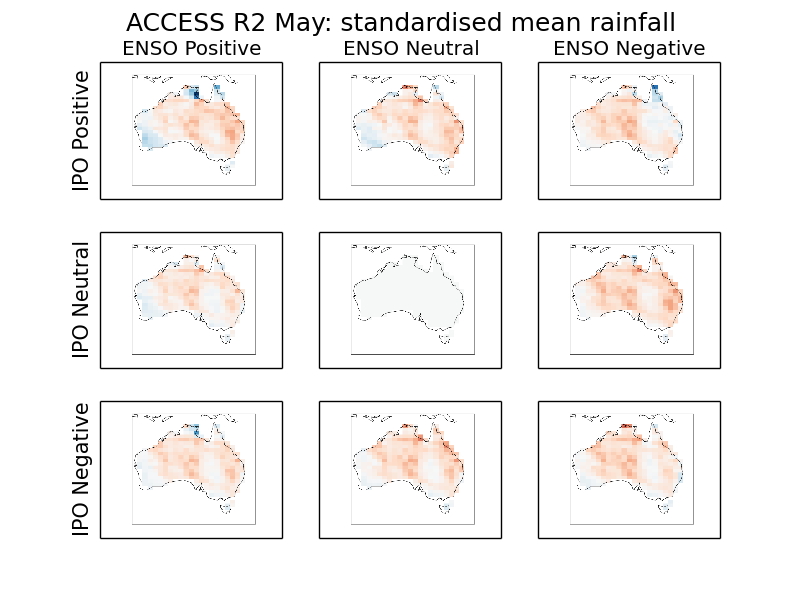 ACCESS R2 May: standardised mean rainfall
ENSO Positive
ENSO Neutral
ENSO Negative
IPO Positive
IPO Neutral
IPO Negative